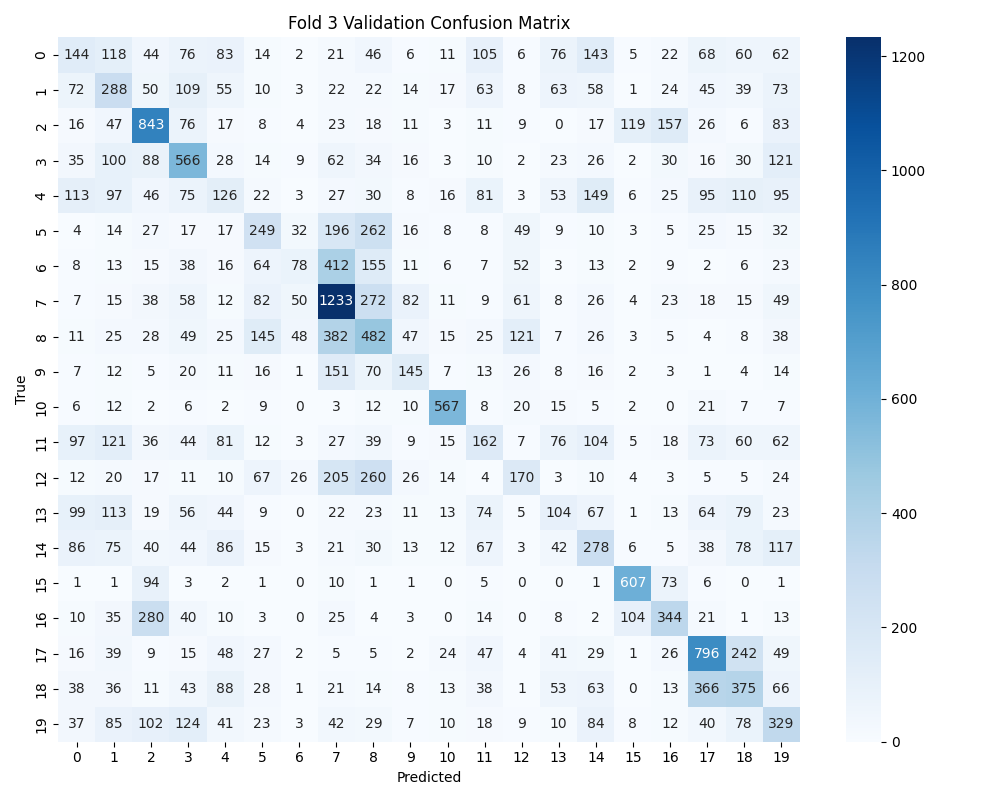 Fold 3 Validation Confusion Matrix
0 144 118 44 76 83 14 2 21 46 6 11 105 6 76 143 5 22 68 60 62
1 72 288 50 109 55 10 3 22 22 14 17 63 8 63 58 1 24 45 39 73
2 16 47 843 76 17 8 4 23 18 11 3 11 9 0 17 119 157 26 6 83
3 35 100 88 566 28 14 9 62 34 16 3 10 2 23 26 2 30 16 30 121
4 113 97 46 75 126 22 3 27 30 8 16 81 3 53 149 6 25 95 110 95
5 4 14 27 17 17 249 32 196 262 16 8 8 49 9 10 3 5 25 15 32
6 8 13 15 38 16 64 78 412 155 11 6 7 52 3 13 2 9 2 6 23
7 7 15 38 58 12 82 50 1233 272 82 11 9 61 8 26 4 23 18 15 49
8 11 25 28 49 25 145 48 382 482 47 15 25 121 7 26 3 5 4 8 38
9 7 12 5 20 11 16 1 151 70 145 7 13 26 8 16 2 3 1 4 14
10 6 12 2 6 2 9 0 3 12 10 567 8 20 15 5 2 0 21 7 7
11 97 121 36 44 81 12 3 27 39 9 15 162 7 76 104 5 18 73 60 62
12 12 20 17 11 10 67 26 205 260 26 14 4 170 3 10 4 3 5 5 24
13 99 113 19 56 44 9 0 22 23 11 13 74 5 104 67 1 13 64 79 23
14 86 75 40 44 86 15 3 21 30 13 12 67 3 42 278 6 5 38 78 117
15 1 1 94 3 2 1 0 10 1 1 0 5 0 0 1 607 73 6 0 1
16 10 35 280 40 10 3 0 25 4 3 0 14 0 8 2 104 344 21 1 13
17 16 39 9 15 48 27 2 5 5 2 24 47 4 41 29 1 26 796 242 49
18 38 36 11 43 88 28 1 21 14 8 13 38 1 53 63 0 13 366 375 66
19 37 85 102 124 41 23 3 42 29 7 10 18 9 10 84 8 12 40 78 329
0 1 2 3 4 5 6 7 8 9 10 11 12 13 14 15 16 17 18 19
Predicted
True
1200
1000
800
600
400
200
0